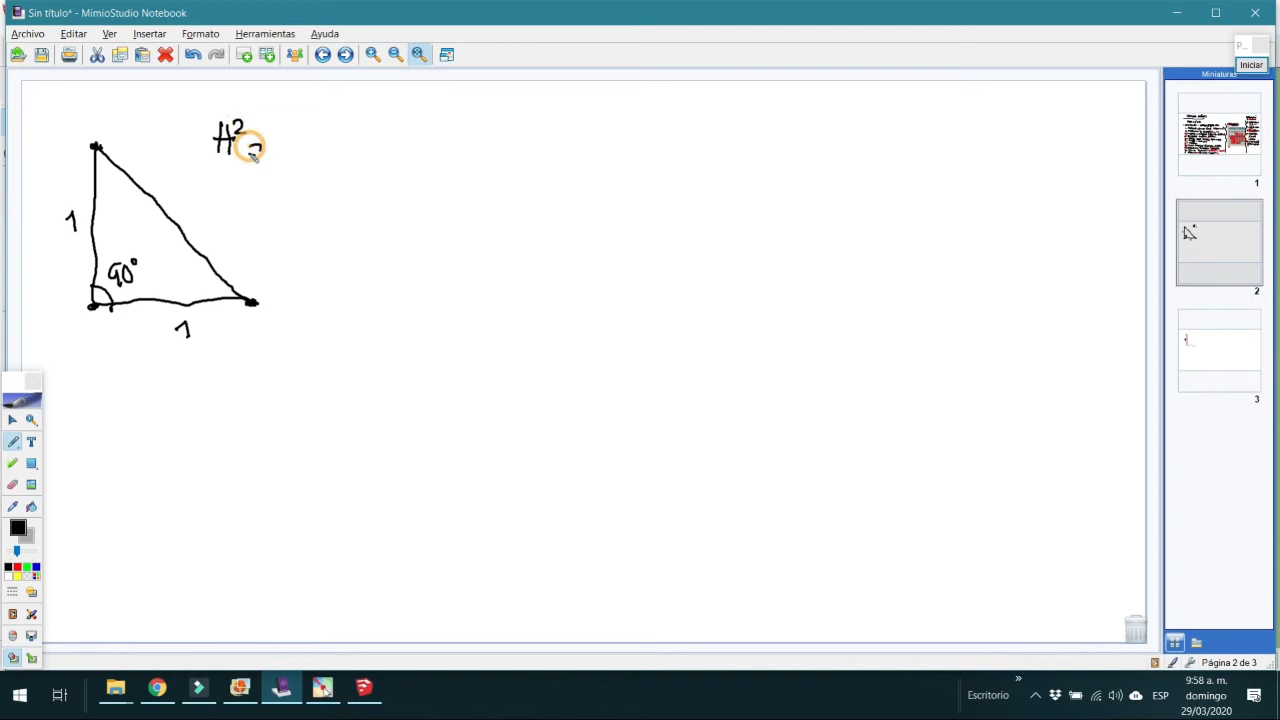 Sin título* - MimioStudio Notebook
Archivo Editar Ver Insertar Formato Herramientas Ayuda
p...
Iniciar
Miniaturas
H² =
1
90°
1
1
2
3
T
Página 2 de 3
Escritorio
»
ESP
9:58 a. m.
domingo
29/03/2020